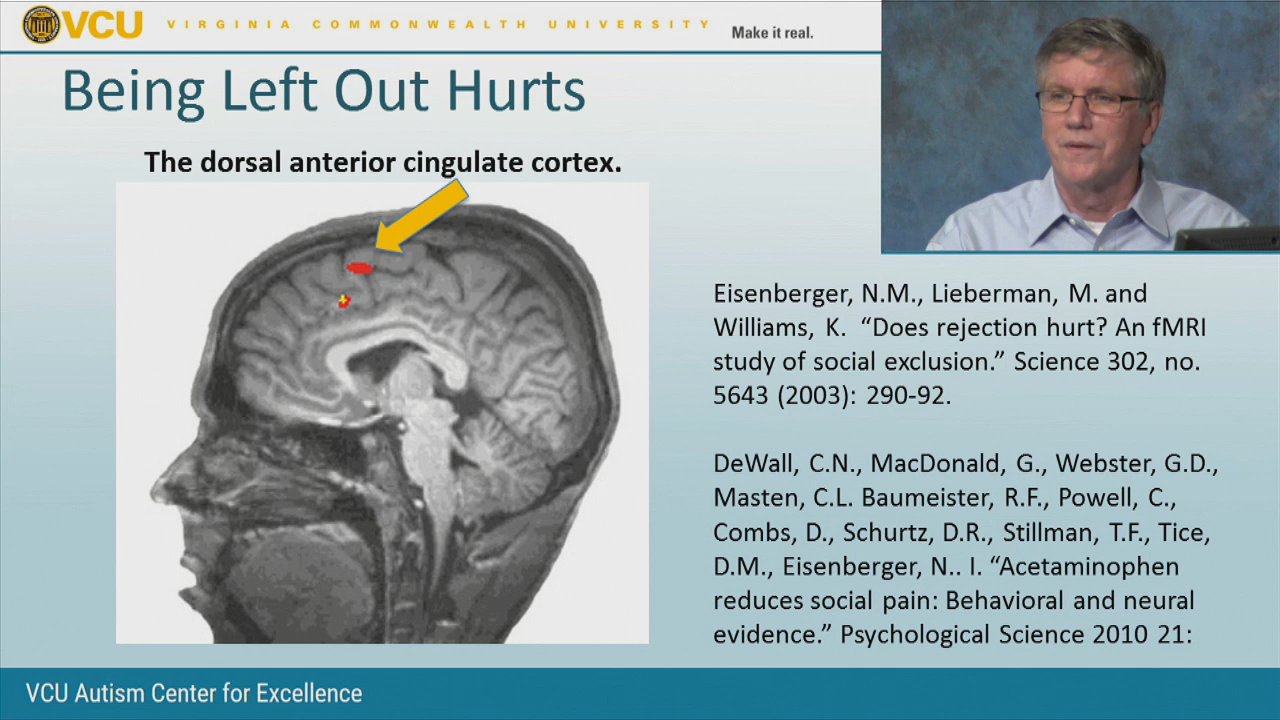 VCU VIRGINIA COMMONWEALTH UNIVERSITY Make it real.
Being Left Out Hurts
The dorsal anterior cingulate cortex.
Eisenberger, N.M., Lieberman, M. and
Williams, K. “Does rejection hurt? An fMRI
study of social exclusion.” Science 302, no.
5643 (2003): 290-92.
DeWall, C.N., MacDonald, G., Webster, G.D.,
Masten, C.L. Baumeister, R.F., Powell, C.,
Combs, D., Schurtz, D.R., Stillman, T.F., Tice,
D.M., Eisenberger, N.. I. “Acetaminophen
reduces social pain: Behavioral and neural
evidence.” Psychological Science 2010 21:
VCU Autism Center for Excellence